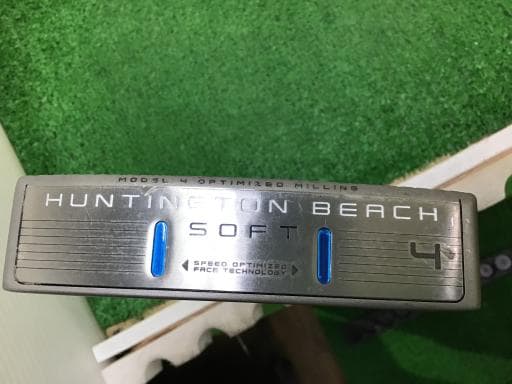 MODEL 4 OPTIMIZED MILLING
HUNTINGTON BEACH
SOFT
4
SPEED OPTIMIZED
FACE TECHNOLOGY